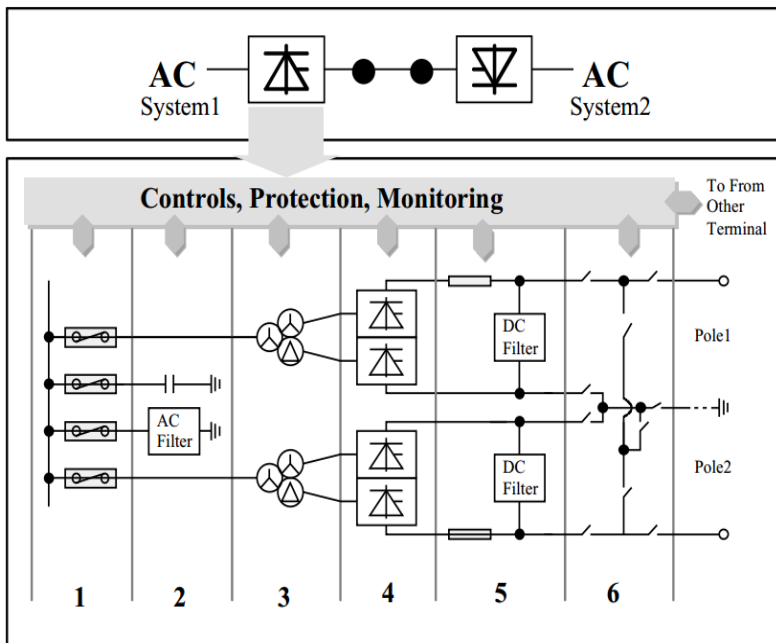 AC
System1
AC
System2
Controls, Protection, Monitoring
To From
Other
Terminal
DC
Filter
Pole1
AC
Filter
DC
Filter
Pole2
1
2
3
4
5
6